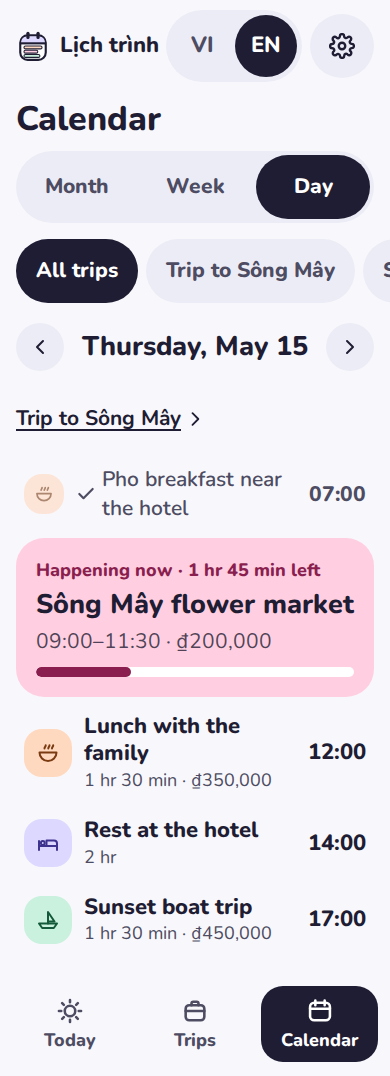 Lịch trình
VI
EN
Calendar
Month
Week
Day
All trips
Trip to Sông Mây
Thursday, May 15
Trip to Sông Mây
Pho breakfast near
the hotel
07:00
Happening now · 1 hr 45 min left
Sông Mây flower market
09:00–11:30 · ₫200,000
Lunch with the
family
12:00
1 hr 30 min · ₫350,000
Rest at the hotel
14:00
2 hr
Sunset boat trip
17:00
1 hr 30 min · ₫450,000
Today
Trips
Calendar